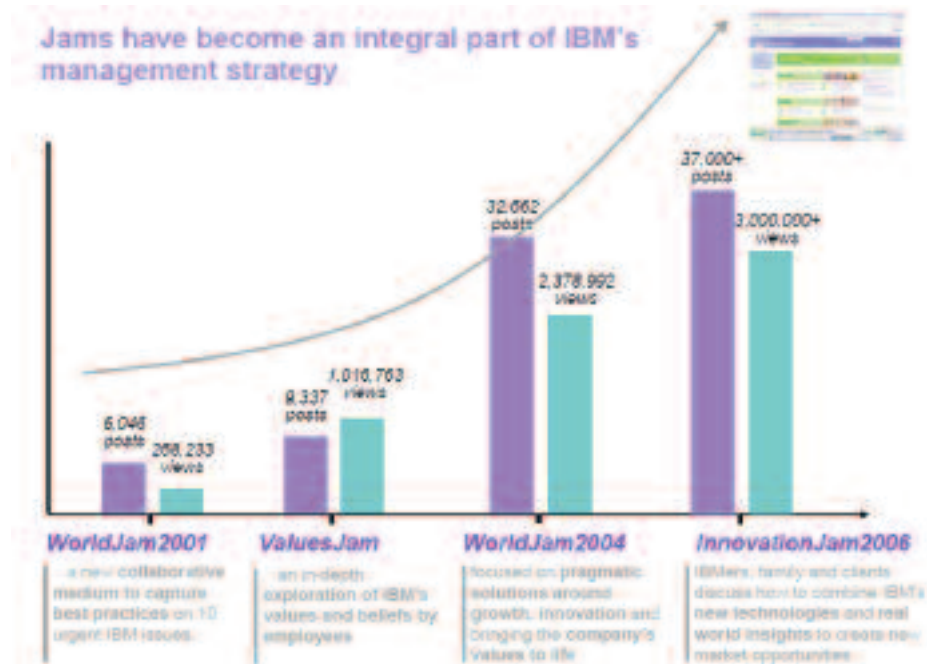 Jams have become an integral part of IBM's
management strategy
37,000+
posts
32,662
posts
3,000,000+
views
2,378,992
views
1,016,763
views
9,337
posts
6,046
posts
268,233
views
WorldJam2001
ValuesJam
WorldJam2004
InnovationJam2006
a new collaborative
medium to capture
best practices on 10
urgent IBM issues.
an in-depth
exploration of IBM's
values and beliefs by
employees
focused on pragmatic
solutions around
growth, innovation and
bringing the company's
values to life
IBMers, family and clients
discuss how to combine IBM's
new technologies and real
world insights to create new
market opportunities